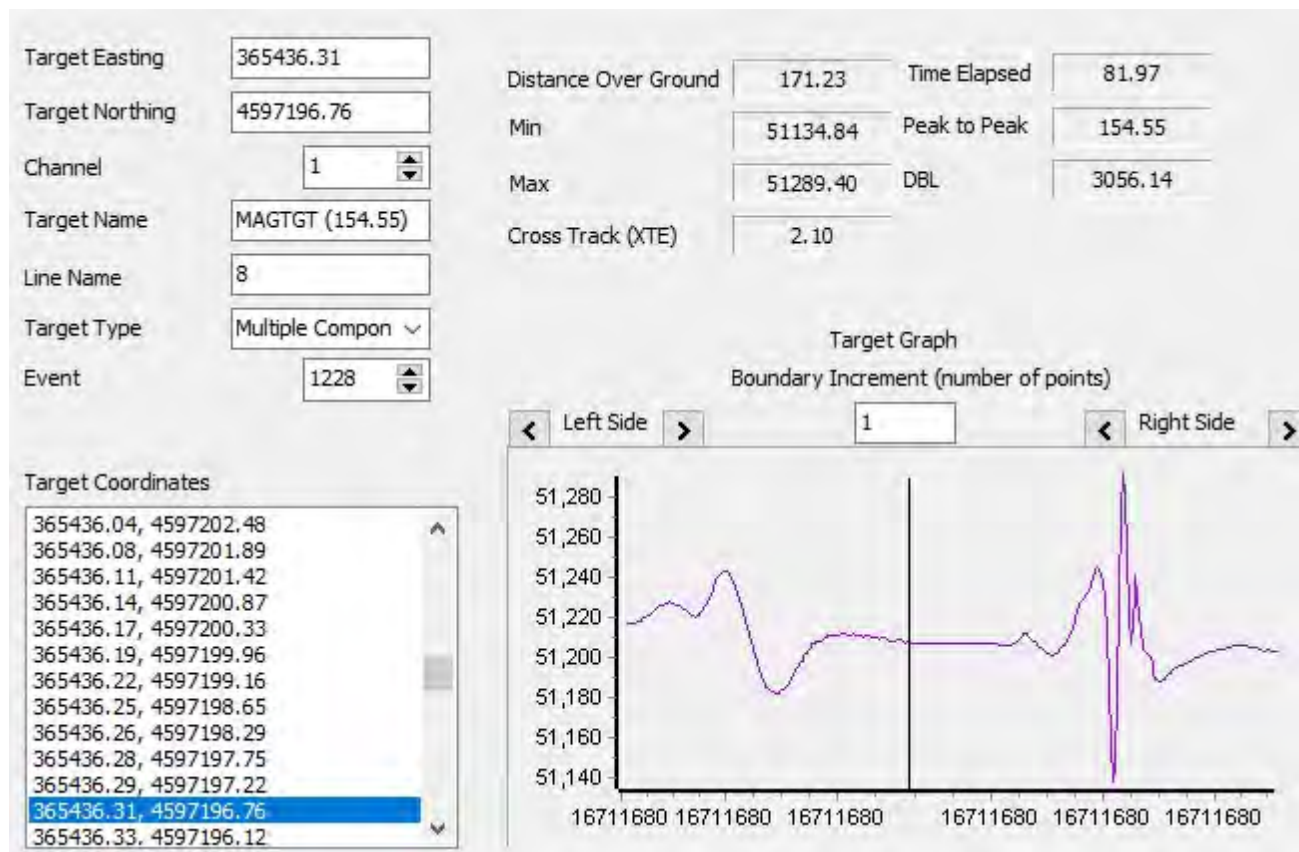 Target Easting 365436.31
Target Northing 4597196.76
Channel 1
Target Name MAGTGT (154.55)
Line Name 8
Target Type Multiple Compon
Event 1228
Distance Over Ground 171.23 Time Elapsed 81.97
Min 51134.84 Peak to Peak 154.55
Max 51289.40 DBL 3056.14
Cross Track (XTE) 2.10
Target Coordinates
365436.04, 4597202.48
365436.08, 4597201.89
365436.11, 4597201.42
365436.14, 4597200.87
365436.17, 4597200.33
365436.19, 4597199.96
365436.22, 4597199.16
365436.25, 4597198.65
365436.26, 4597198.29
365436.28, 4597197.75
365436.29, 4597197.22
365436.31, 4597196.76
365436.33, 4597196.12
Target Graph
Boundary Increment (number of points)
< Left Side > 1 < Right Side >
51,280
51,260
51,240
51,220
51,200
51,180
51,160
51,140
16711680 16711680 16711680 16711680 16711680 16711680